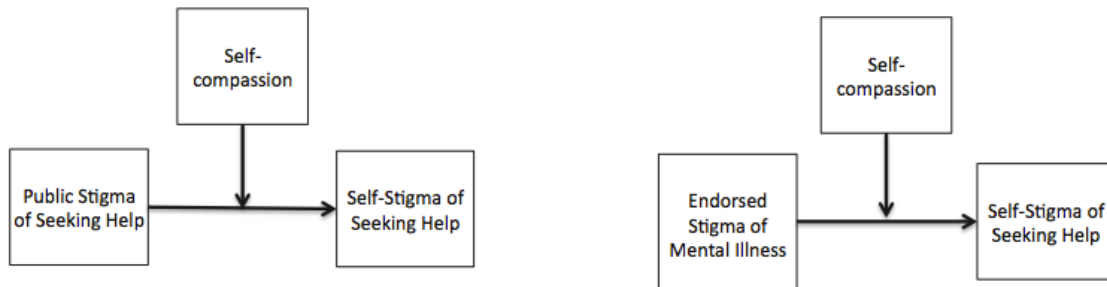 Self-
compassion
Public Stigma
of Seeking Help
Self-Stigma of
Seeking Help
Self-
compassion
Endorsed
Stigma of
Mental Illness
Self-Stigma of
Seeking Help